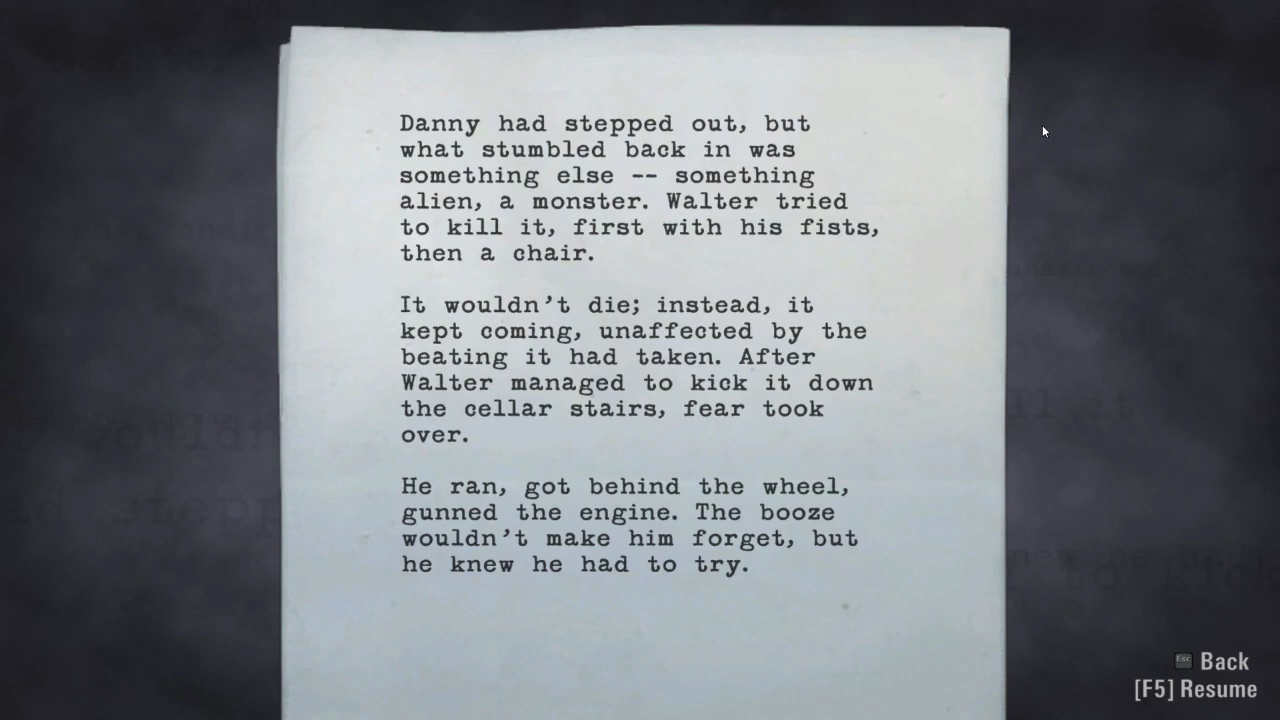 Danny had stepped out, but
what stumbled back in was
something else -- something
alien, a monster. Walter tried
to kill it, first with his fists,
then a chair.
It wouldn't die; instead, it
kept coming, unaffected by the
beating it had taken. After
Walter managed to kick it down
the cellar stairs, fear took
over.
He ran, got behind the wheel,
gunned the engine. The booze
wouldn't make him forget, but
he knew he had to try.
Esc Back
[F5] Resume